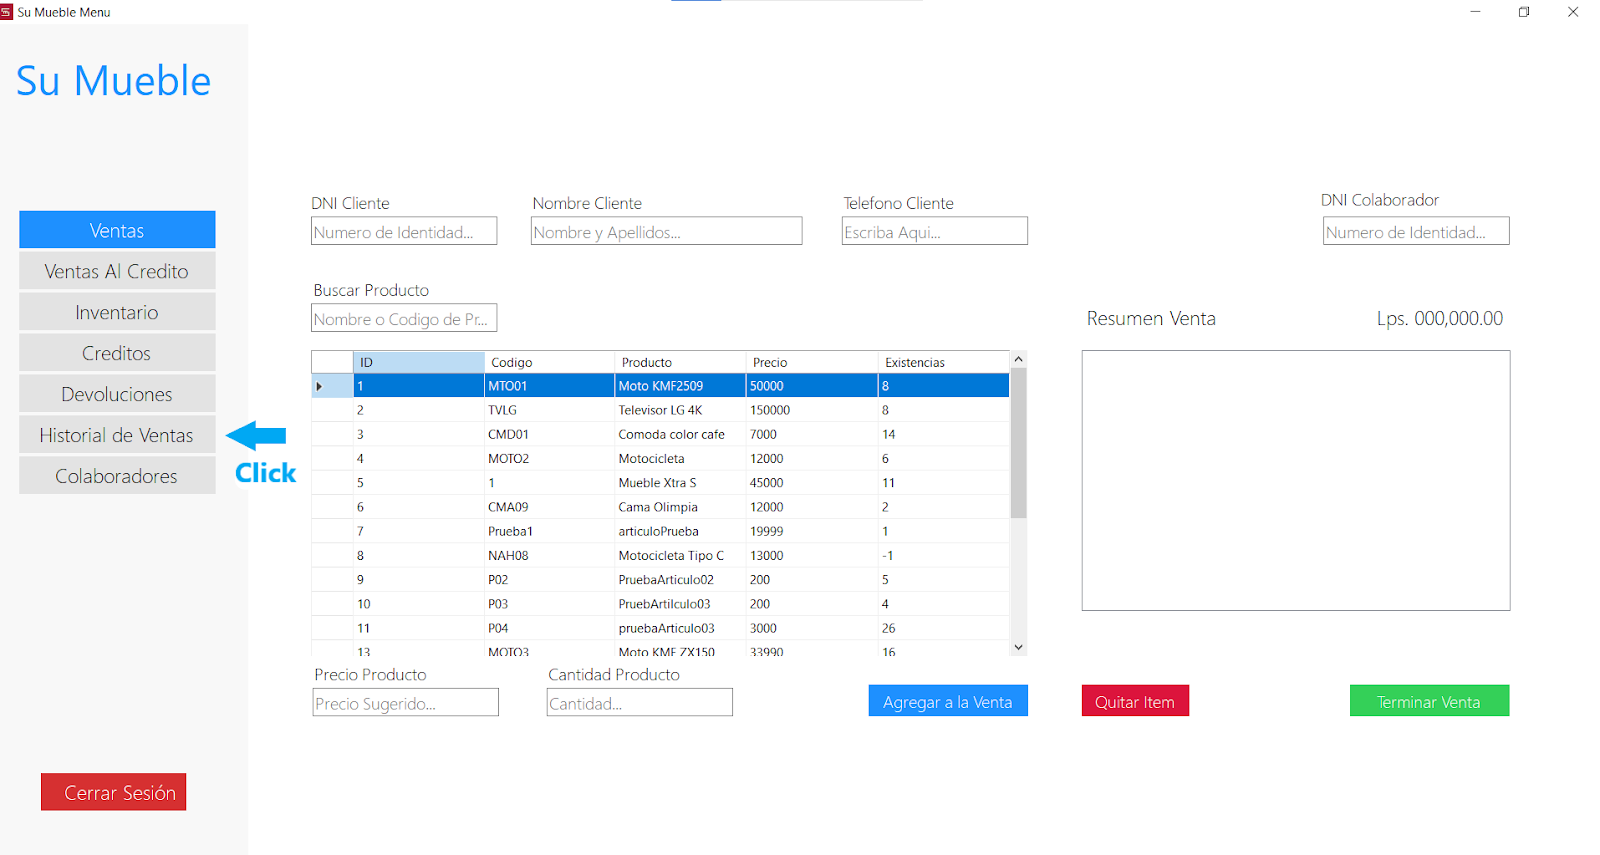 Su Mueble Menu
Su Mueble
Ventas
Ventas Al Credito
Inventario
Creditos
Devoluciones
Historial de Ventas
Colaboradores
Click
Cerrar Sesión
DNI Cliente
Numero de Identidad...
Nombre Cliente
Nombre y Apellidos...
Telefono Cliente
Escriba Aqui...
DNI Colaborador
Numero de Identidad...
Buscar Producto
Nombre o Codigo de Pr...
ID Codigo Producto Precio Existencias
1 MTO01 Moto KMF2509 50000 8
2 TVLG Televisor LG 4K 150000 8
3 CMD01 Comoda color cafe 7000 14
4 MOTO2 Motocicleta 12000 6
5 1 Mueble Xtra S 45000 11
6 CMA09 Cama Olimpia 12000 2
7 Prueba1 articuloPrueba 19999 1
8 NAH08 Motocicleta Tipo C 13000 -1
9 P02 PruebaArticulo02 200 5
10 P03 PruebArtilculo03 200 4
11 P04 pruebaArticulo03 3000 26
13 MOTO3 Moto KMF ZX150 33990 16
Precio Producto
Precio Sugerido...
Cantidad Producto
Cantidad...
Agregar a la Venta
Resumen Venta Lps. 000,000.00
Quitar Item
Terminar Venta